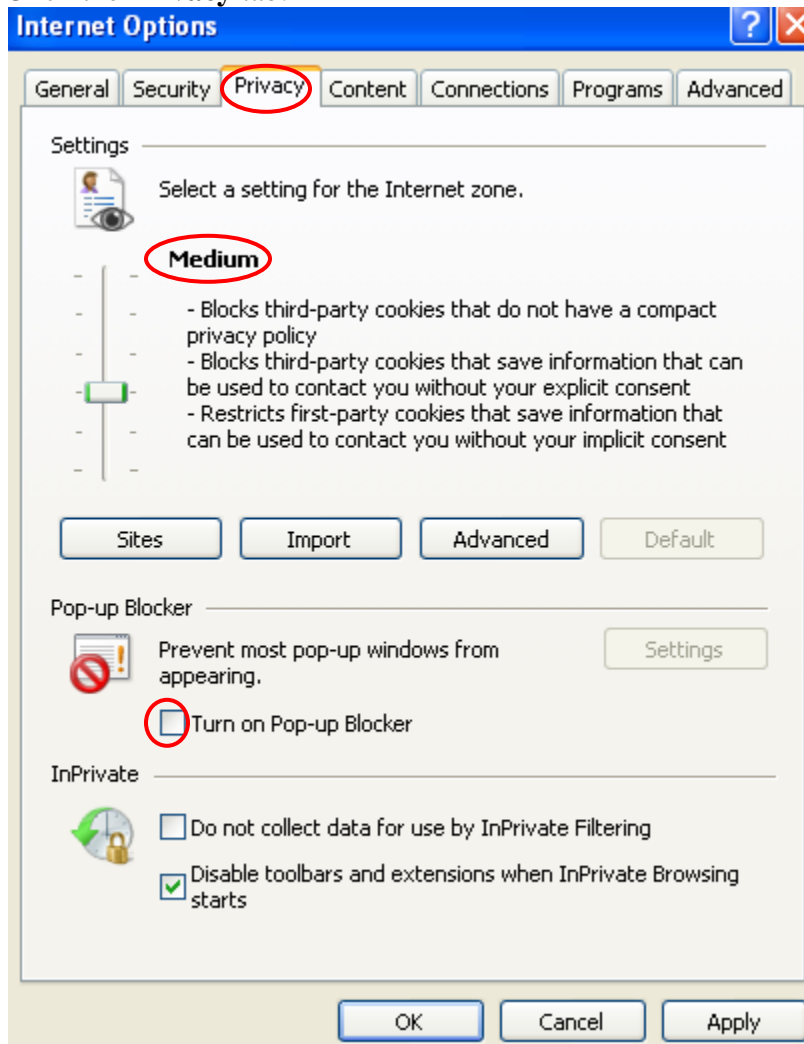 Internet Options
General Security Privacy Content Connections Programs Advanced
Settings
Select a setting for the Internet zone.
Medium
- Blocks third-party cookies that do not have a compact
privacy policy
- Blocks third-party cookies that save information that can
be used to contact you without your explicit consent
- Restricts first-party cookies that save information that
can be used to contact you without your implicit consent
Sites Import Advanced Default
Pop-up Blocker
Prevent most pop-up windows from
appearing.
Settings
Turn on Pop-up Blocker
InPrivate
Do not collect data for use by InPrivate Filtering
Disable toolbars and extensions when InPrivate Browsing
starts
OK Cancel Apply